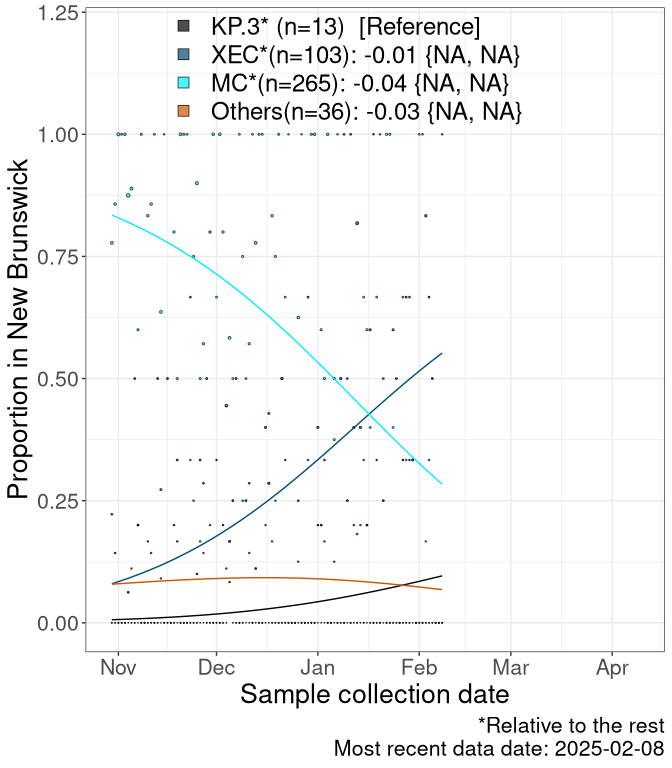 KP.3* (n=13)  [Reference]
XEC*(n=103): -0.01 {NA, NA}
MC*(n=265): -0.04 {NA, NA}
Others(n=36): -0.03 {NA, NA}
1.25
1.00
0.75
0.50
0.25
0.00
Proportion in New Brunswick
Nov Dec Jan Feb Mar Apr
Sample collection date
*Relative to the rest
Most recent data date: 2025-02-08